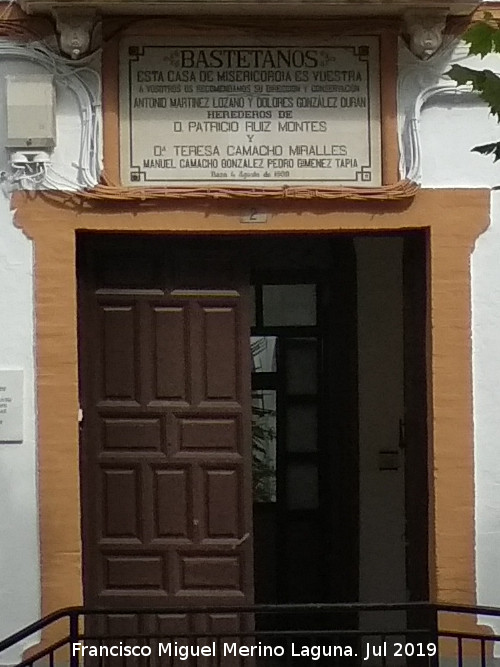 BASTETANOS
ESTA CASA DE MISERICORDIA ES VUESTRA
A VOSOTROS OS RECOMIENDAN SU DIRECCION Y CONSERVACION
ANTONIO MARTINEZ LOZANO Y DOLORES GONZALEZ DURAN
HEREDEROS DE
D. PATRICIO RUIZ MONTES
Y
Dª TERESA CAMACHO MIRALLES
MANUEL CAMACHO GONZALEZ PEDRO GIMENEZ TAPIA
Baza 4 Agosto de 1909
2
Francisco Miguel Merino Laguna. Jul 2019